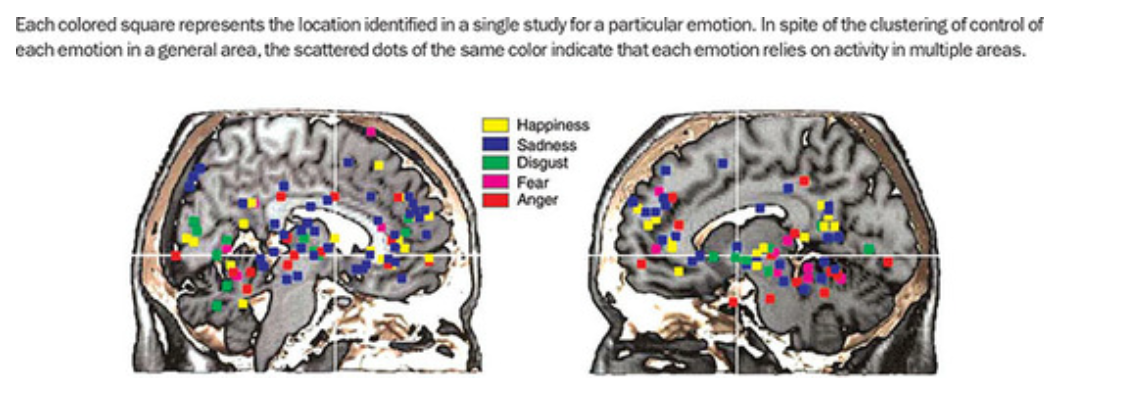 Each colored square represents the location identified in a single study for a particular emotion. In spite of the clustering of control of
each emotion in a general area, the scattered dots of the same color indicate that each emotion relies on activity in multiple areas.
Happiness
Sadness
Disgust
Fear
Anger